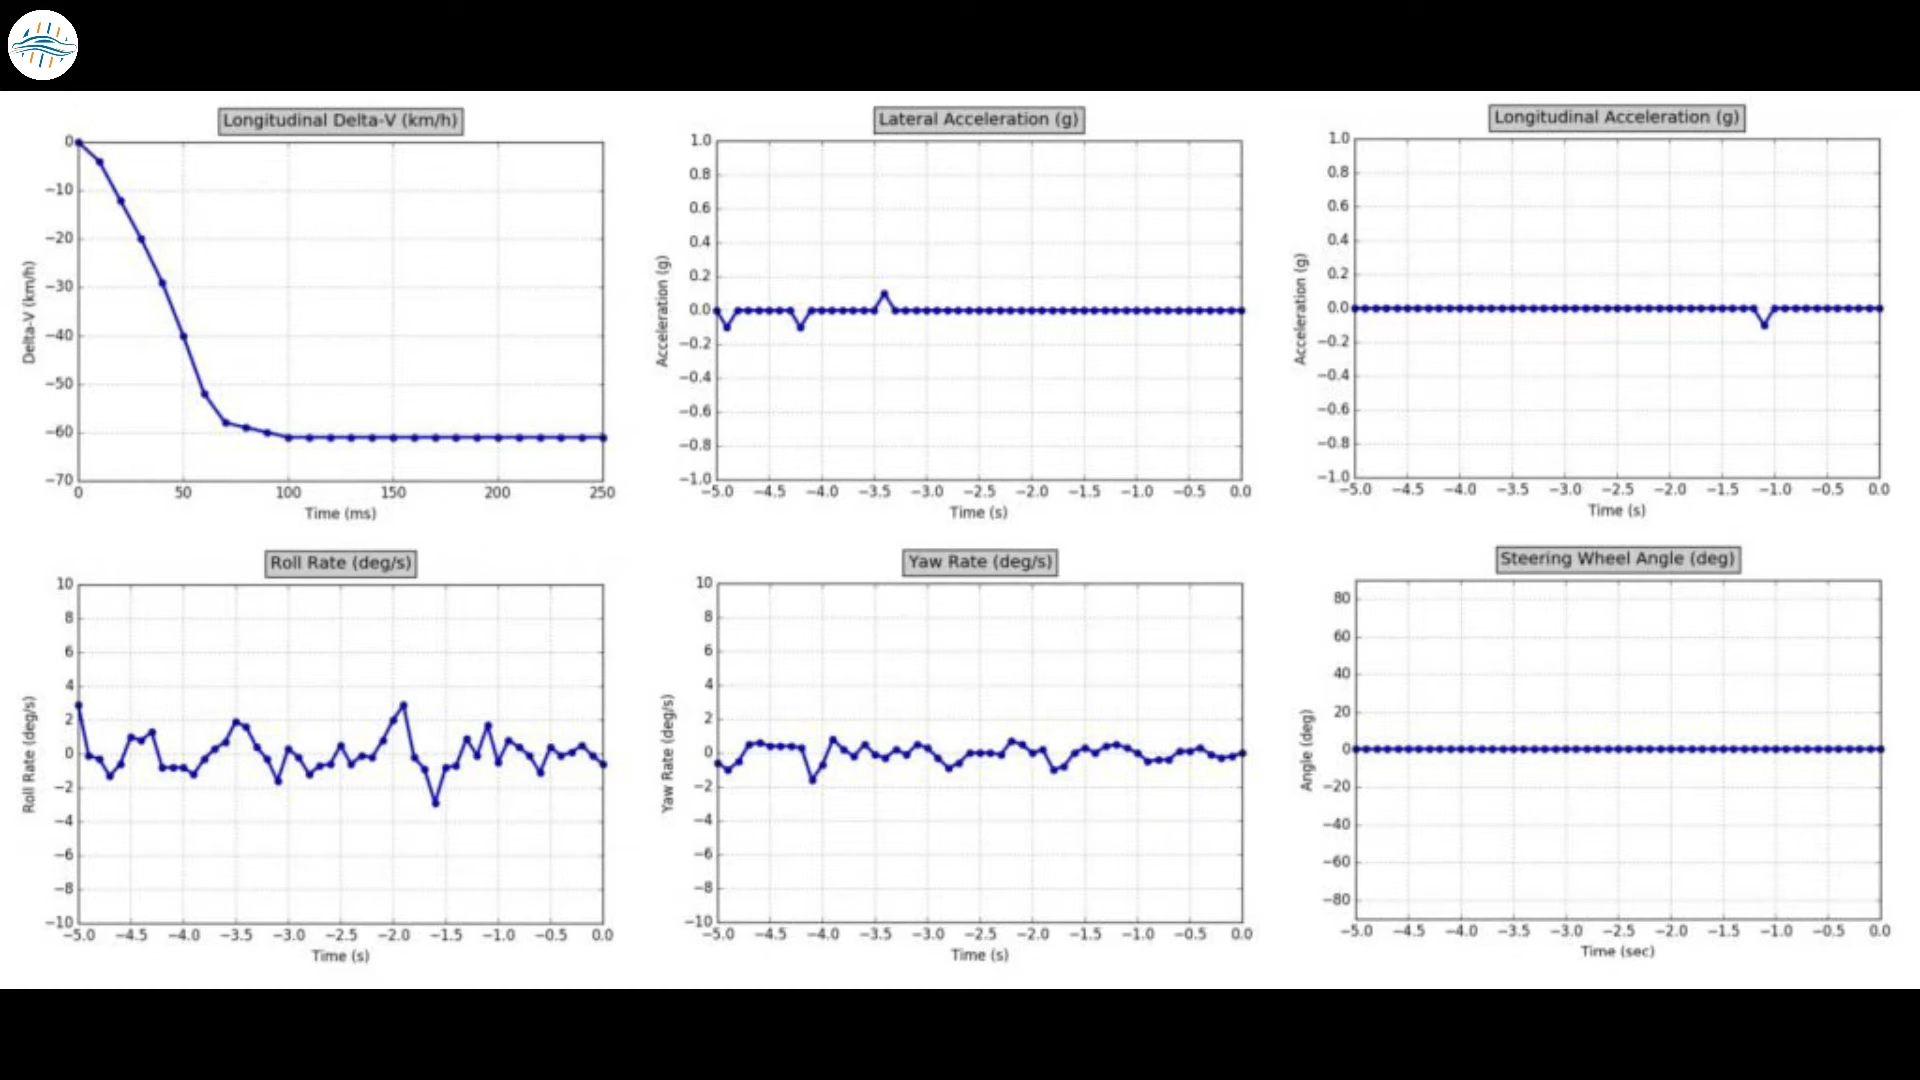 Longitudinal Delta-V (km/h)
Delta-V (km/h)
0
−10
−20
−30
−40
−50
−60
−70
0 50 100 150 200 250
Time (ms)
Lateral Acceleration (g)
Acceleration (g)
1.0
0.8
0.6
0.4
0.2
0.0
−0.2
−0.4
−0.6
−0.8
−1.0
−5.0 −4.5 −4.0 −3.5 −3.0 −2.5 −2.0 −1.5 −1.0 −0.5 0.0
Time (s)
Longitudinal Acceleration (g)
Acceleration (g)
1.0
0.8
0.6
0.4
0.2
0.0
−0.2
−0.4
−0.6
−0.8
−1.0
−5.0 −4.5 −4.0 −3.5 −3.0 −2.5 −2.0 −1.5 −1.0 −0.5 0.0
Time (s)
Roll Rate (deg/s)
Roll Rate (deg/s)
10
8
6
4
2
0
−2
−4
−6
−8
−10
−5.0 −4.5 −4.0 −3.5 −3.0 −2.5 −2.0 −1.5 −1.0 −0.5 0.0
Time (s)
Yaw Rate (deg/s)
Yaw Rate (deg/s)
10
8
6
4
2
0
−2
−4
−6
−8
−10
−5.0 −4.5 −4.0 −3.5 −3.0 −2.5 −2.0 −1.5 −1.0 −0.5 0.0
Time (s)
Steering Wheel Angle (deg)
Angle (deg)
80
60
40
20
0
−20
−40
−60
−80
−5.0 −4.5 −4.0 −3.5 −3.0 −2.5 −2.0 −1.5 −1.0 −0.5 0.0
Time (sec)